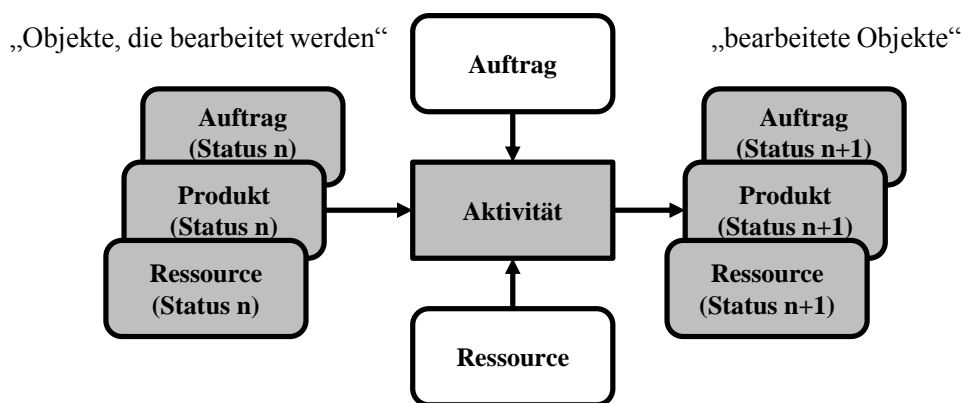 „Objekte, die bearbeitet werden“
Auftrag
„bearbeitete Objekte“
Auftrag
(Status n)
Produkt
(Status n)
Ressource
(Status n)
Aktivität
Auftrag
(Status n+1)
Produkt
(Status n+1)
Ressource
(Status n+1)
Ressource